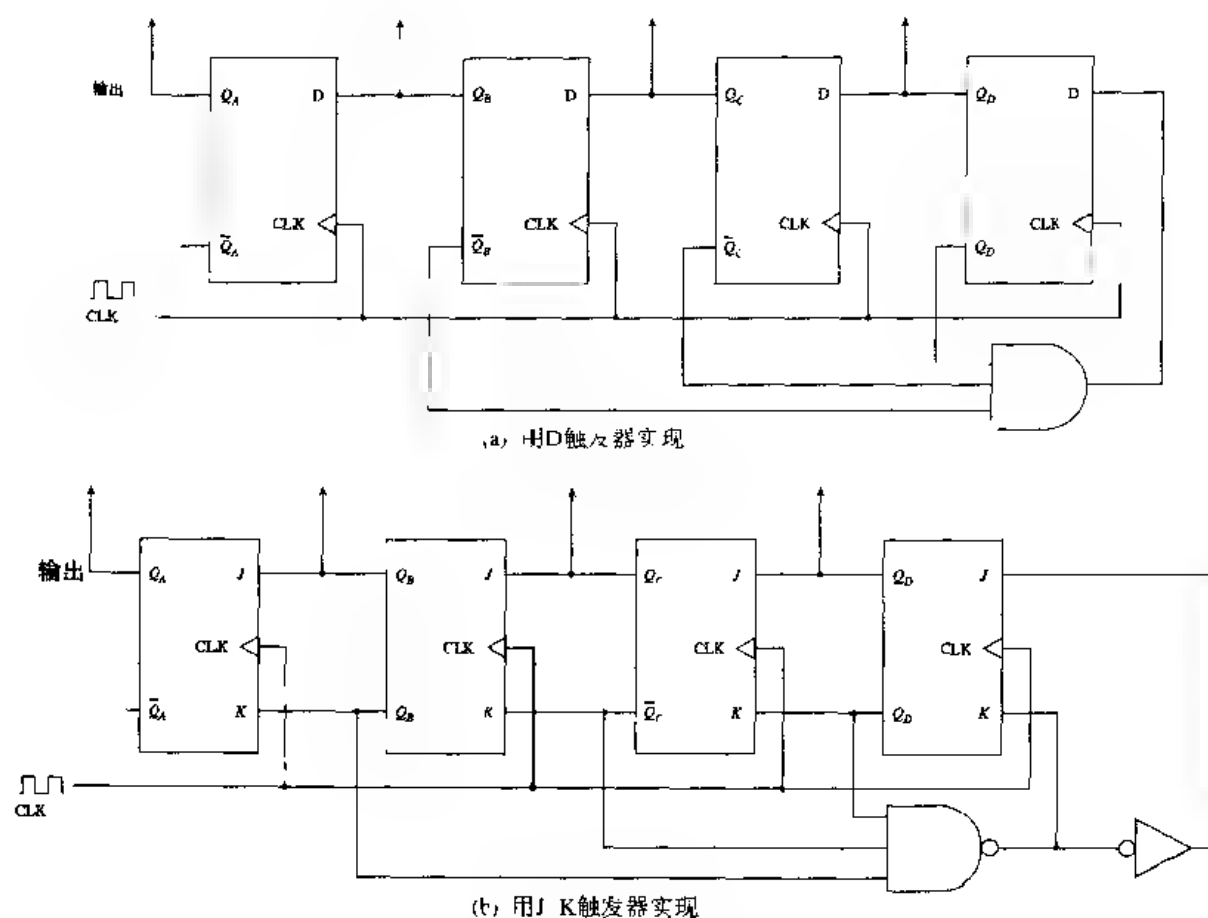 输出
Q_A D Q_B D Q_C D Q_D D
CLK CLK CLK CLK
Q̄_A Q̄_B Q̄_C Q_D
CLK
(a) 用D触发器实现
输出
Q_A J Q_B J Q_C J Q_D J
CLK CLK CLK CLK
Q̄_A K Q_B K Q̄_C K Q_D K
CLK
(b) 用J K触发器实现